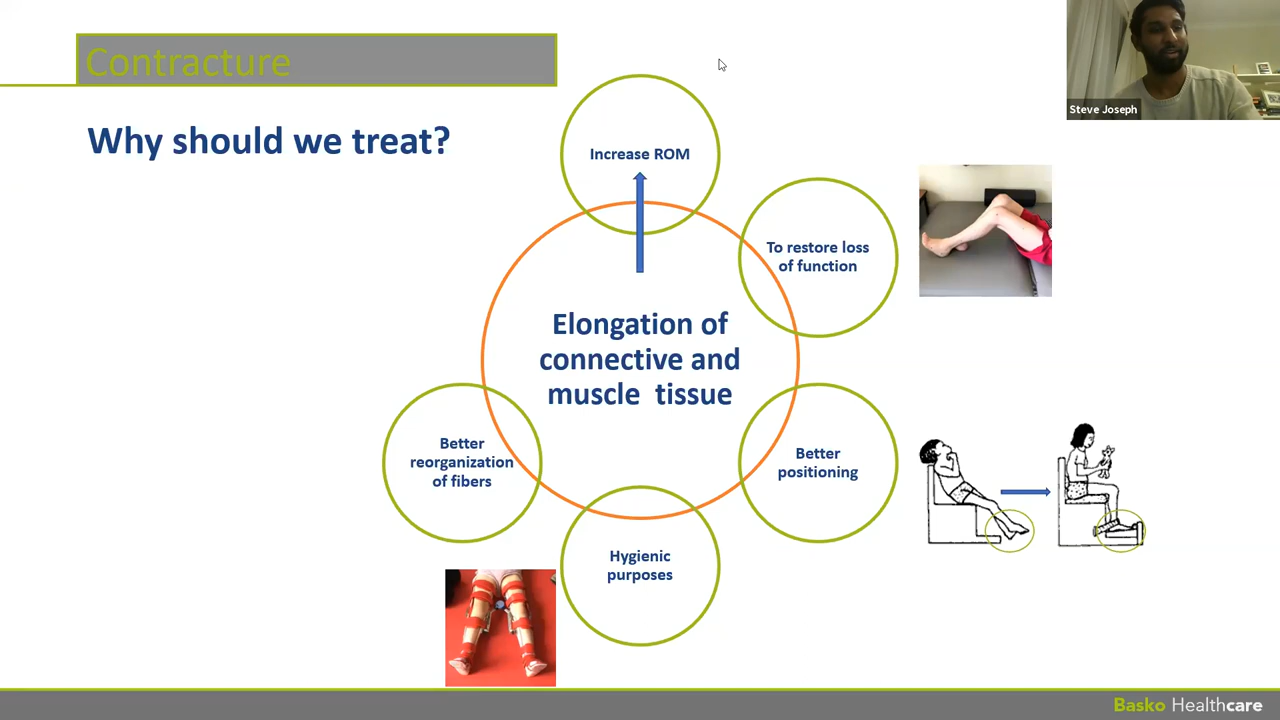 Contracture
Steve Joseph
Why should we treat?
Increase ROM
To restore loss
of function
Elongation of
connective and
muscle tissue
Better
reorganization
of fibers
Better
positioning
Hygienic
purposes
Basko Healthcare